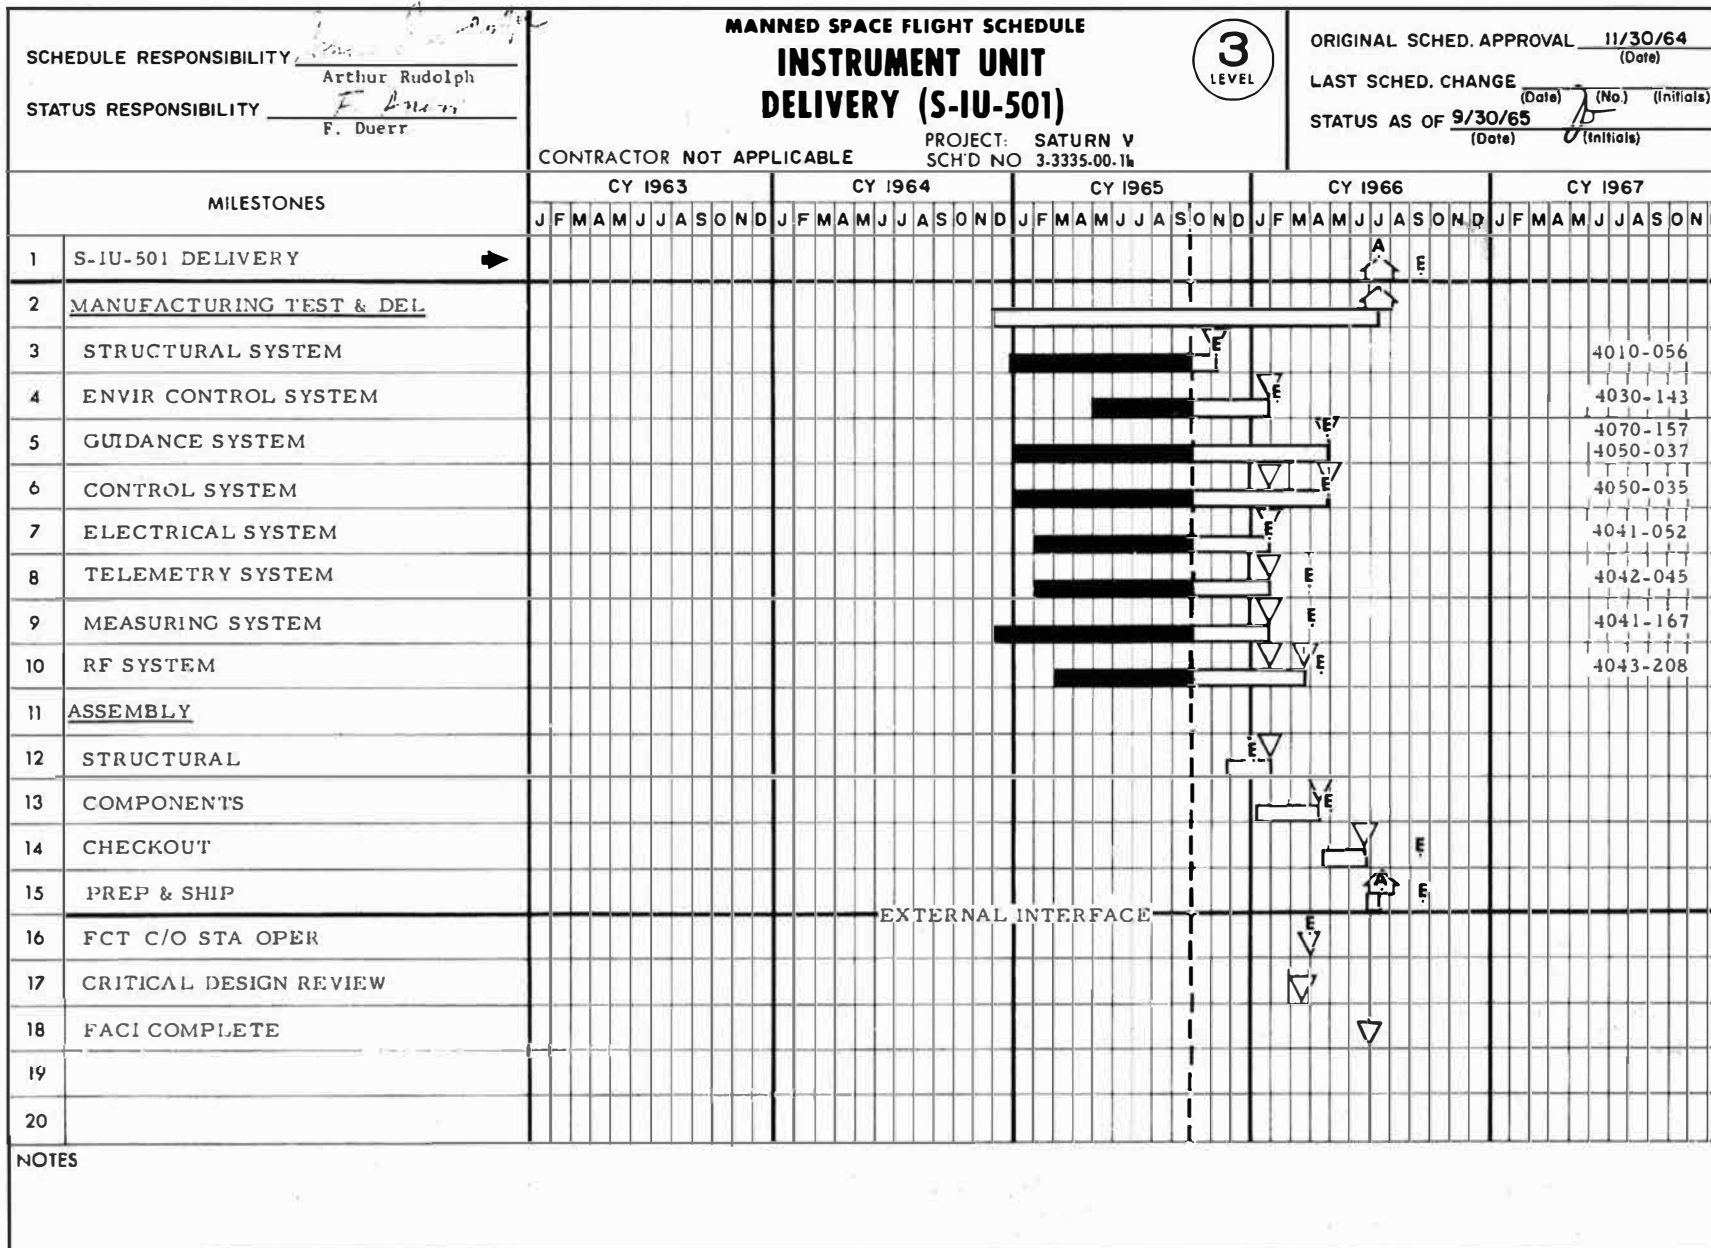 SCHEDULE RESPONSIBILITY
Arthur Rudolph
STATUS RESPONSIBILITY
F. Duerr
MANNED SPACE FLIGHT SCHEDULE
INSTRUMENT UNIT
DELIVERY (S-IU-501)
PROJECT: SATURN V
CONTRACTOR NOT APPLICABLE
SCH'D NO 3-3335-00-1b
3
LEVEL
ORIGINAL SCHED. APPROVAL 11/30/64
(Date)
LAST SCHED. CHANGE
(Date) (No.) (Initials)
STATUS AS OF 9/30/65
(Date) (Initials)
MILESTONES
CY 1963 CY 1964 CY 1965 CY 1966 CY 1967
J F M A M J J A S O N D J F M A M J J A S O N D J F M A M J J A S O N D J F M A M J J A S O N D J F M A M J J A S O N
1 S-IU-501 DELIVERY A E
2 MANUFACTURING TEST & DEL
3 STRUCTURAL SYSTEM E 4010-056
4 ENVIR CONTROL SYSTEM E 4030-143
5 GUIDANCE SYSTEM E 4070-157
4050-037
6 CONTROL SYSTEM E 4050-035
7 ELECTRICAL SYSTEM E 4041-052
8 TELEMETRY SYSTEM E 4042-045
9 MEASURING SYSTEM E 4041-167
10 RF SYSTEM E 4043-208
11 ASSEMBLY
12 STRUCTURAL E
13 COMPONENTS E
14 CHECKOUT E
15 PREP & SHIP A E
EXTERNAL INTERFACE
16 FCT C/O STA OPER E
17 CRITICAL DESIGN REVIEW
18 FACI COMPLETE
19
20
NOTES